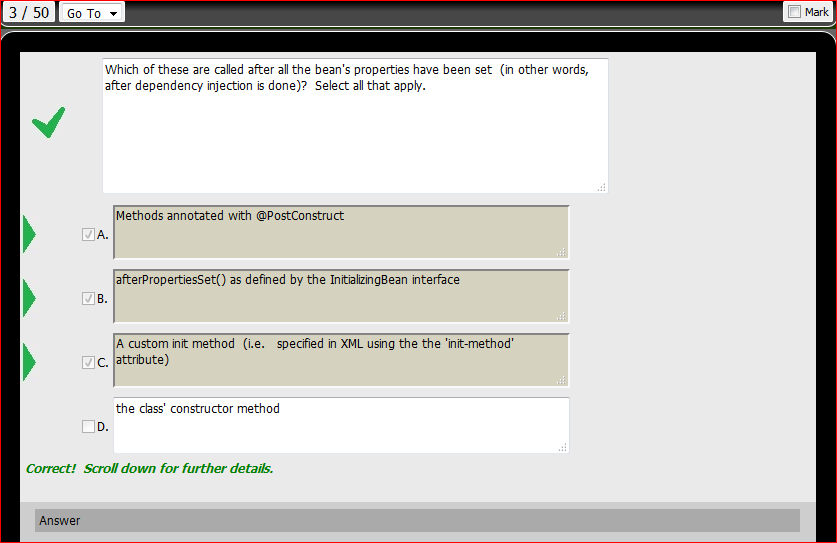 3 / 50 Go To Mark
Which of these are called after all the bean's properties have been set (in other words,
after dependency injection is done)? Select all that apply.
A. Methods annotated with @PostConstruct
B. afterPropertiesSet() as defined by the InitializingBean interface
C. A custom init method (i.e. specified in XML using the the 'init-method'
attribute)
D. the class' constructor method
Correct! Scroll down for further details.
Answer